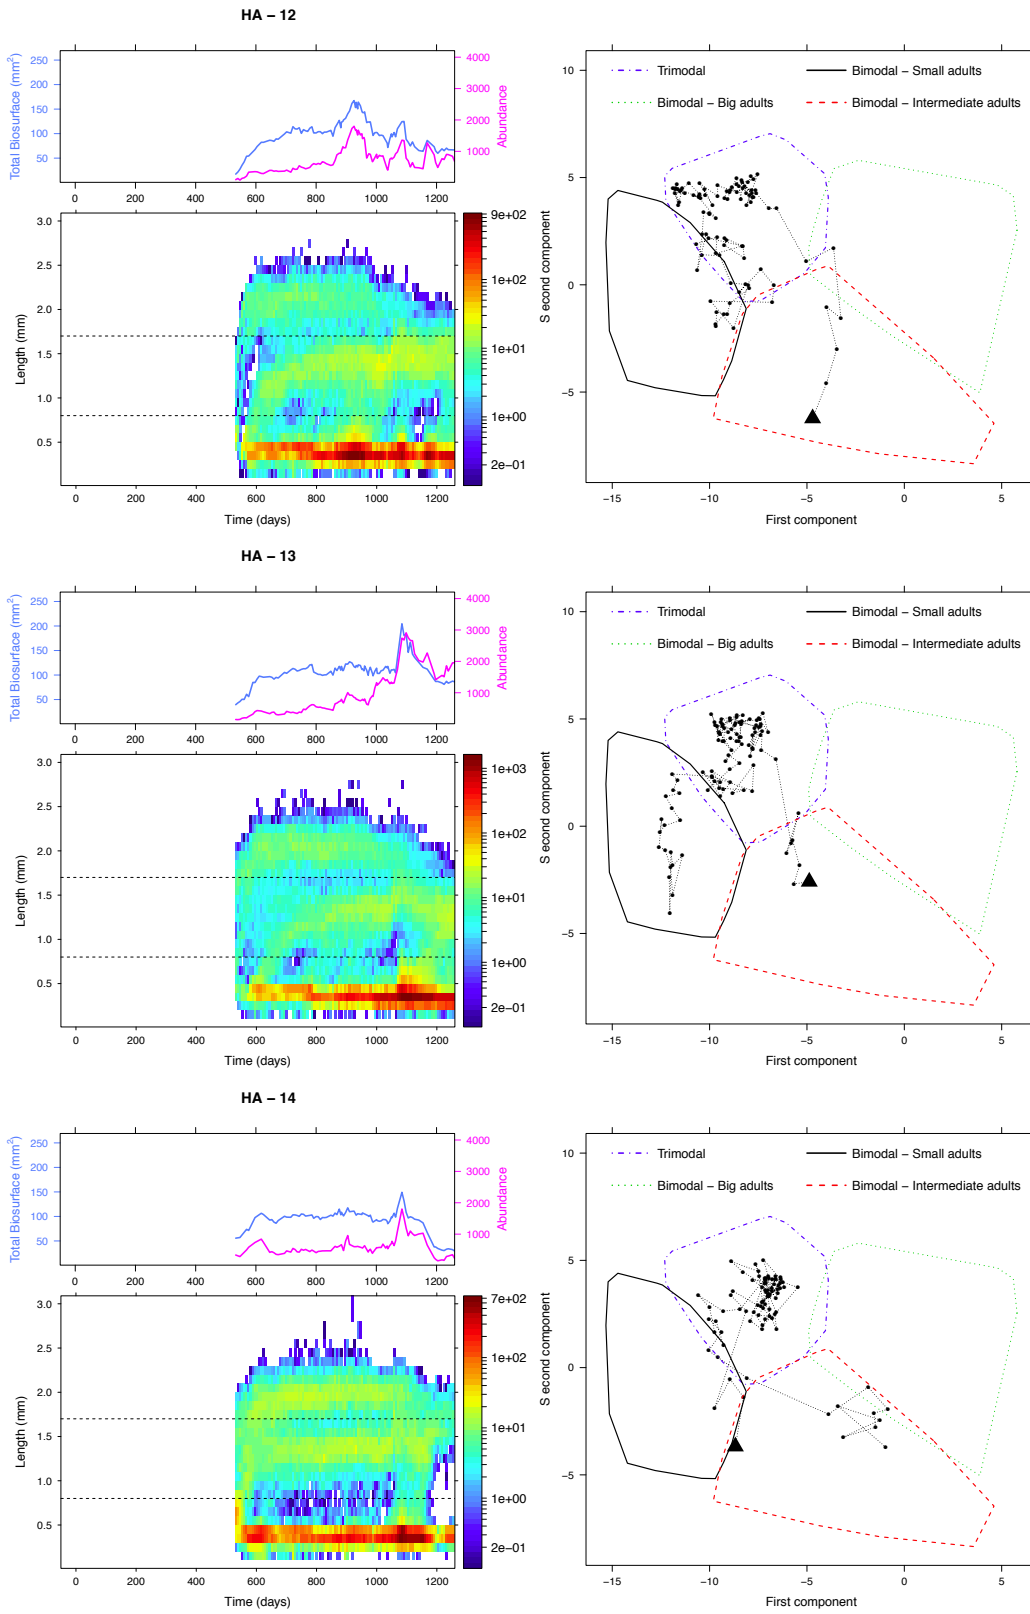 HA − 12
Total Biosurface (mm²)
250
200
150
100
50
4000
3000
2000
1000
Abundance
Length (mm)
3.0
2.5
2.0
1.5
1.0
0.5
9e+02
1e+02
1e+01
1e+00
2e−01
0 200 400 600 800 1000 1200
Time (days)
Trimodal
Bimodal − Small adults
Bimodal − Big adults
Bimodal − Intermediate adults
S econd component
10
5
0
−5
−15 −10 −5 0 5
First component
HA − 13
Total Biosurface (mm²)
250
200
150
100
50
4000
3000
2000
1000
Abundance
Length (mm)
3.0
2.5
2.0
1.5
1.0
0.5
1e+03
1e+02
1e+01
1e+00
2e−01
0 200 400 600 800 1000 1200
Time (days)
Trimodal
Bimodal − Small adults
Bimodal − Big adults
Bimodal − Intermediate adults
S econd component
10
5
0
−5
−15 −10 −5 0 5
First component
HA − 14
Total Biosurface (mm²)
250
200
150
100
50
4000
3000
2000
1000
Abundance
Length (mm)
3.0
2.5
2.0
1.5
1.0
0.5
7e+02
1e+02
1e+01
1e+00
2e−01
0 200 400 600 800 1000 1200
Time (days)
Trimodal
Bimodal − Small adults
Bimodal − Big adults
Bimodal − Intermediate adults
S econd component
10
5
0
−5
−15 −10 −5 0 5
First component